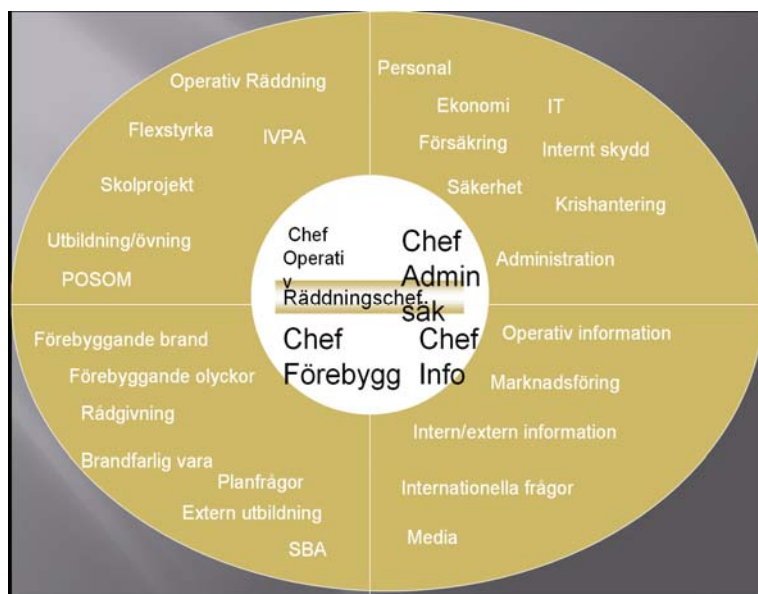 Operativ Räddning
Flexstyrka
IVPA
Skolprojekt
Utbildning/övning
POSOM
Personal
Ekonomi
IT
Försäkring
Internt skydd
Säkerhet
Krishantering
Administration
Chef
Operati
v
Chef
Admin
säk
Räddningschef.
Chef
Förebygg
Chef
Info
Förebyggande brand
Förebyggande olyckor
Rådgivning
Brandfarlig vara
Planfrågor
Extern utbildning
SBA
Operativ information
Marknadsföring
Intern/extern information
Internationella frågor
Media